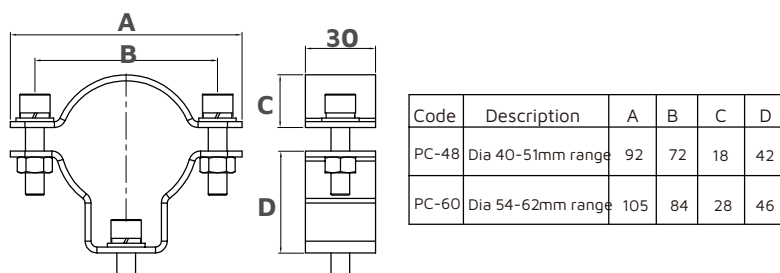 A
B
30
C
D
Code Description A B C D
PC-48 Dia 40-51mm range 92 72 18 42
PC-60 Dia 54-62mm range 105 84 28 46